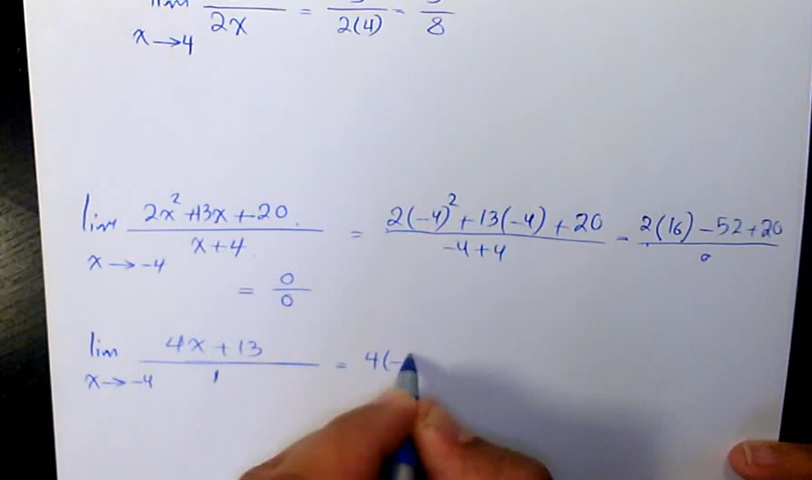 lim x→4 /2x = /2(4) = /8
lim x→-4 (2x²+13x+20)/(x+4) = (2(-4)²+13(-4)+20)/(-4+4) = (2(16)-52+20)/0
= 0/0
lim x→-4 (4x+13)/1 = 4(-